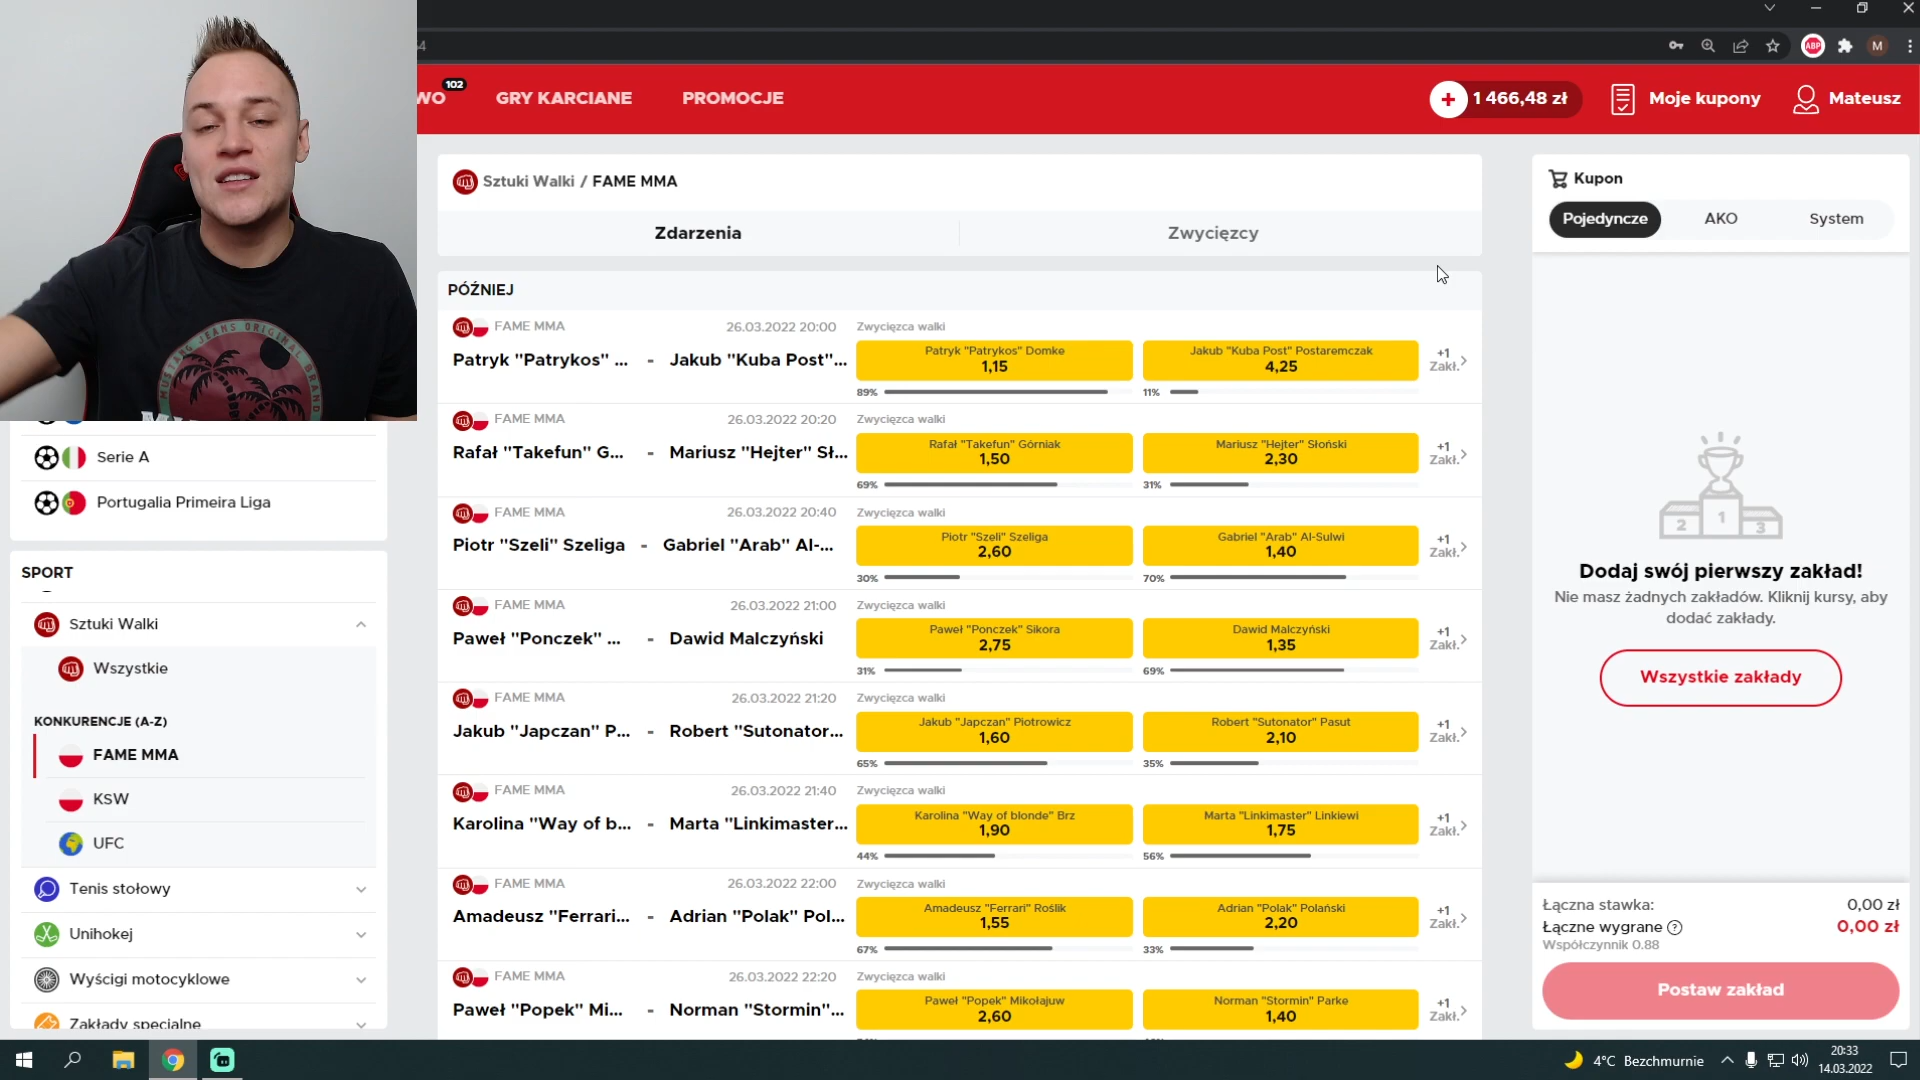 4
WO
102
GRY KARCIANE
PROMOCJE
1 466,48 zł
Moje kupony
Mateusz
ABP
M
Sztuki Walki / FAME MMA
Zdarzenia
Zwycięzcy
PÓŹNIEJ
FAME MMA
26.03.2022 20:00
Zwycięzca walki
Patryk "Patrykos" ...
-
Jakub "Kuba Post"...
Patryk "Patrykos" Domke
1,15
89%
Jakub "Kuba Post" Postaremczak
4,25
11%
+1
Zakł.
FAME MMA
26.03.2022 20:20
Zwycięzca walki
Rafał "Takefun" G...
-
Mariusz "Hejter" Sł...
Rafał "Takefun" Górniak
1,50
69%
Mariusz "Hejter" Słoński
2,30
31%
+1
Zakł.
FAME MMA
26.03.2022 20:40
Zwycięzca walki
Piotr "Szeli" Szeliga
-
Gabriel "Arab" Al-...
Piotr "Szeli" Szeliga
2,60
30%
Gabriel "Arab" Al-Sulwi
1,40
70%
+1
Zakł.
FAME MMA
26.03.2022 21:00
Zwycięzca walki
Paweł "Ponczek" ...
-
Dawid Malczyński
Paweł "Ponczek" Sikora
2,75
31%
Dawid Malczyński
1,35
69%
+1
Zakł.
FAME MMA
26.03.2022 21:20
Zwycięzca walki
Jakub "Japczan" P...
-
Robert "Sutonator...
Jakub "Japczan" Piotrowicz
1,60
65%
Robert "Sutonator" Pasut
2,10
35%
+1
Zakł.
FAME MMA
26.03.2022 21:40
Zwycięzca walki
Karolina "Way of b...
-
Marta "Linkimaster...
Karolina "Way of blonde" Brz
1,90
44%
Marta "Linkimaster" Linkiewi
1,75
56%
+1
Zakł.
FAME MMA
26.03.2022 22:00
Zwycięzca walki
Amadeusz "Ferrari...
-
Adrian "Polak" Pol...
Amadeusz "Ferrari" Roślik
1,55
67%
Adrian "Polak" Polański
2,20
33%
+1
Zakł.
FAME MMA
26.03.2022 22:20
Zwycięzca walki
Paweł "Popek" Mi...
-
Norman "Stormin"...
Paweł "Popek" Mikołajuw
2,60
Norman "Stormin" Parke
1,40
+1
Zakł.
Kupon
Pojedyncze
AKO
System
2 1 3
Dodaj swój pierwszy zakład!
Nie masz żadnych zakładów. Kliknij kursy, aby
dodać zakłady.
Wszystkie zakłady
Łączna stawka:
0,00 zł
Łączne wygrane ?
0,00 zł
Współczynnik 0.88
Postaw zakład
MUSTANG JEANS ORIGINAL BRAND
Serie A
Portugalia Primeira Liga
SPORT
Sztuki Walki
Wszystkie
KONKURENCJE (A-Z)
FAME MMA
KSW
UFC
Tenis stołowy
Unihokej
Wyścigi motocyklowe
Zakłady specjalne
4°C Bezchmurnie
20:33
14.03.2022